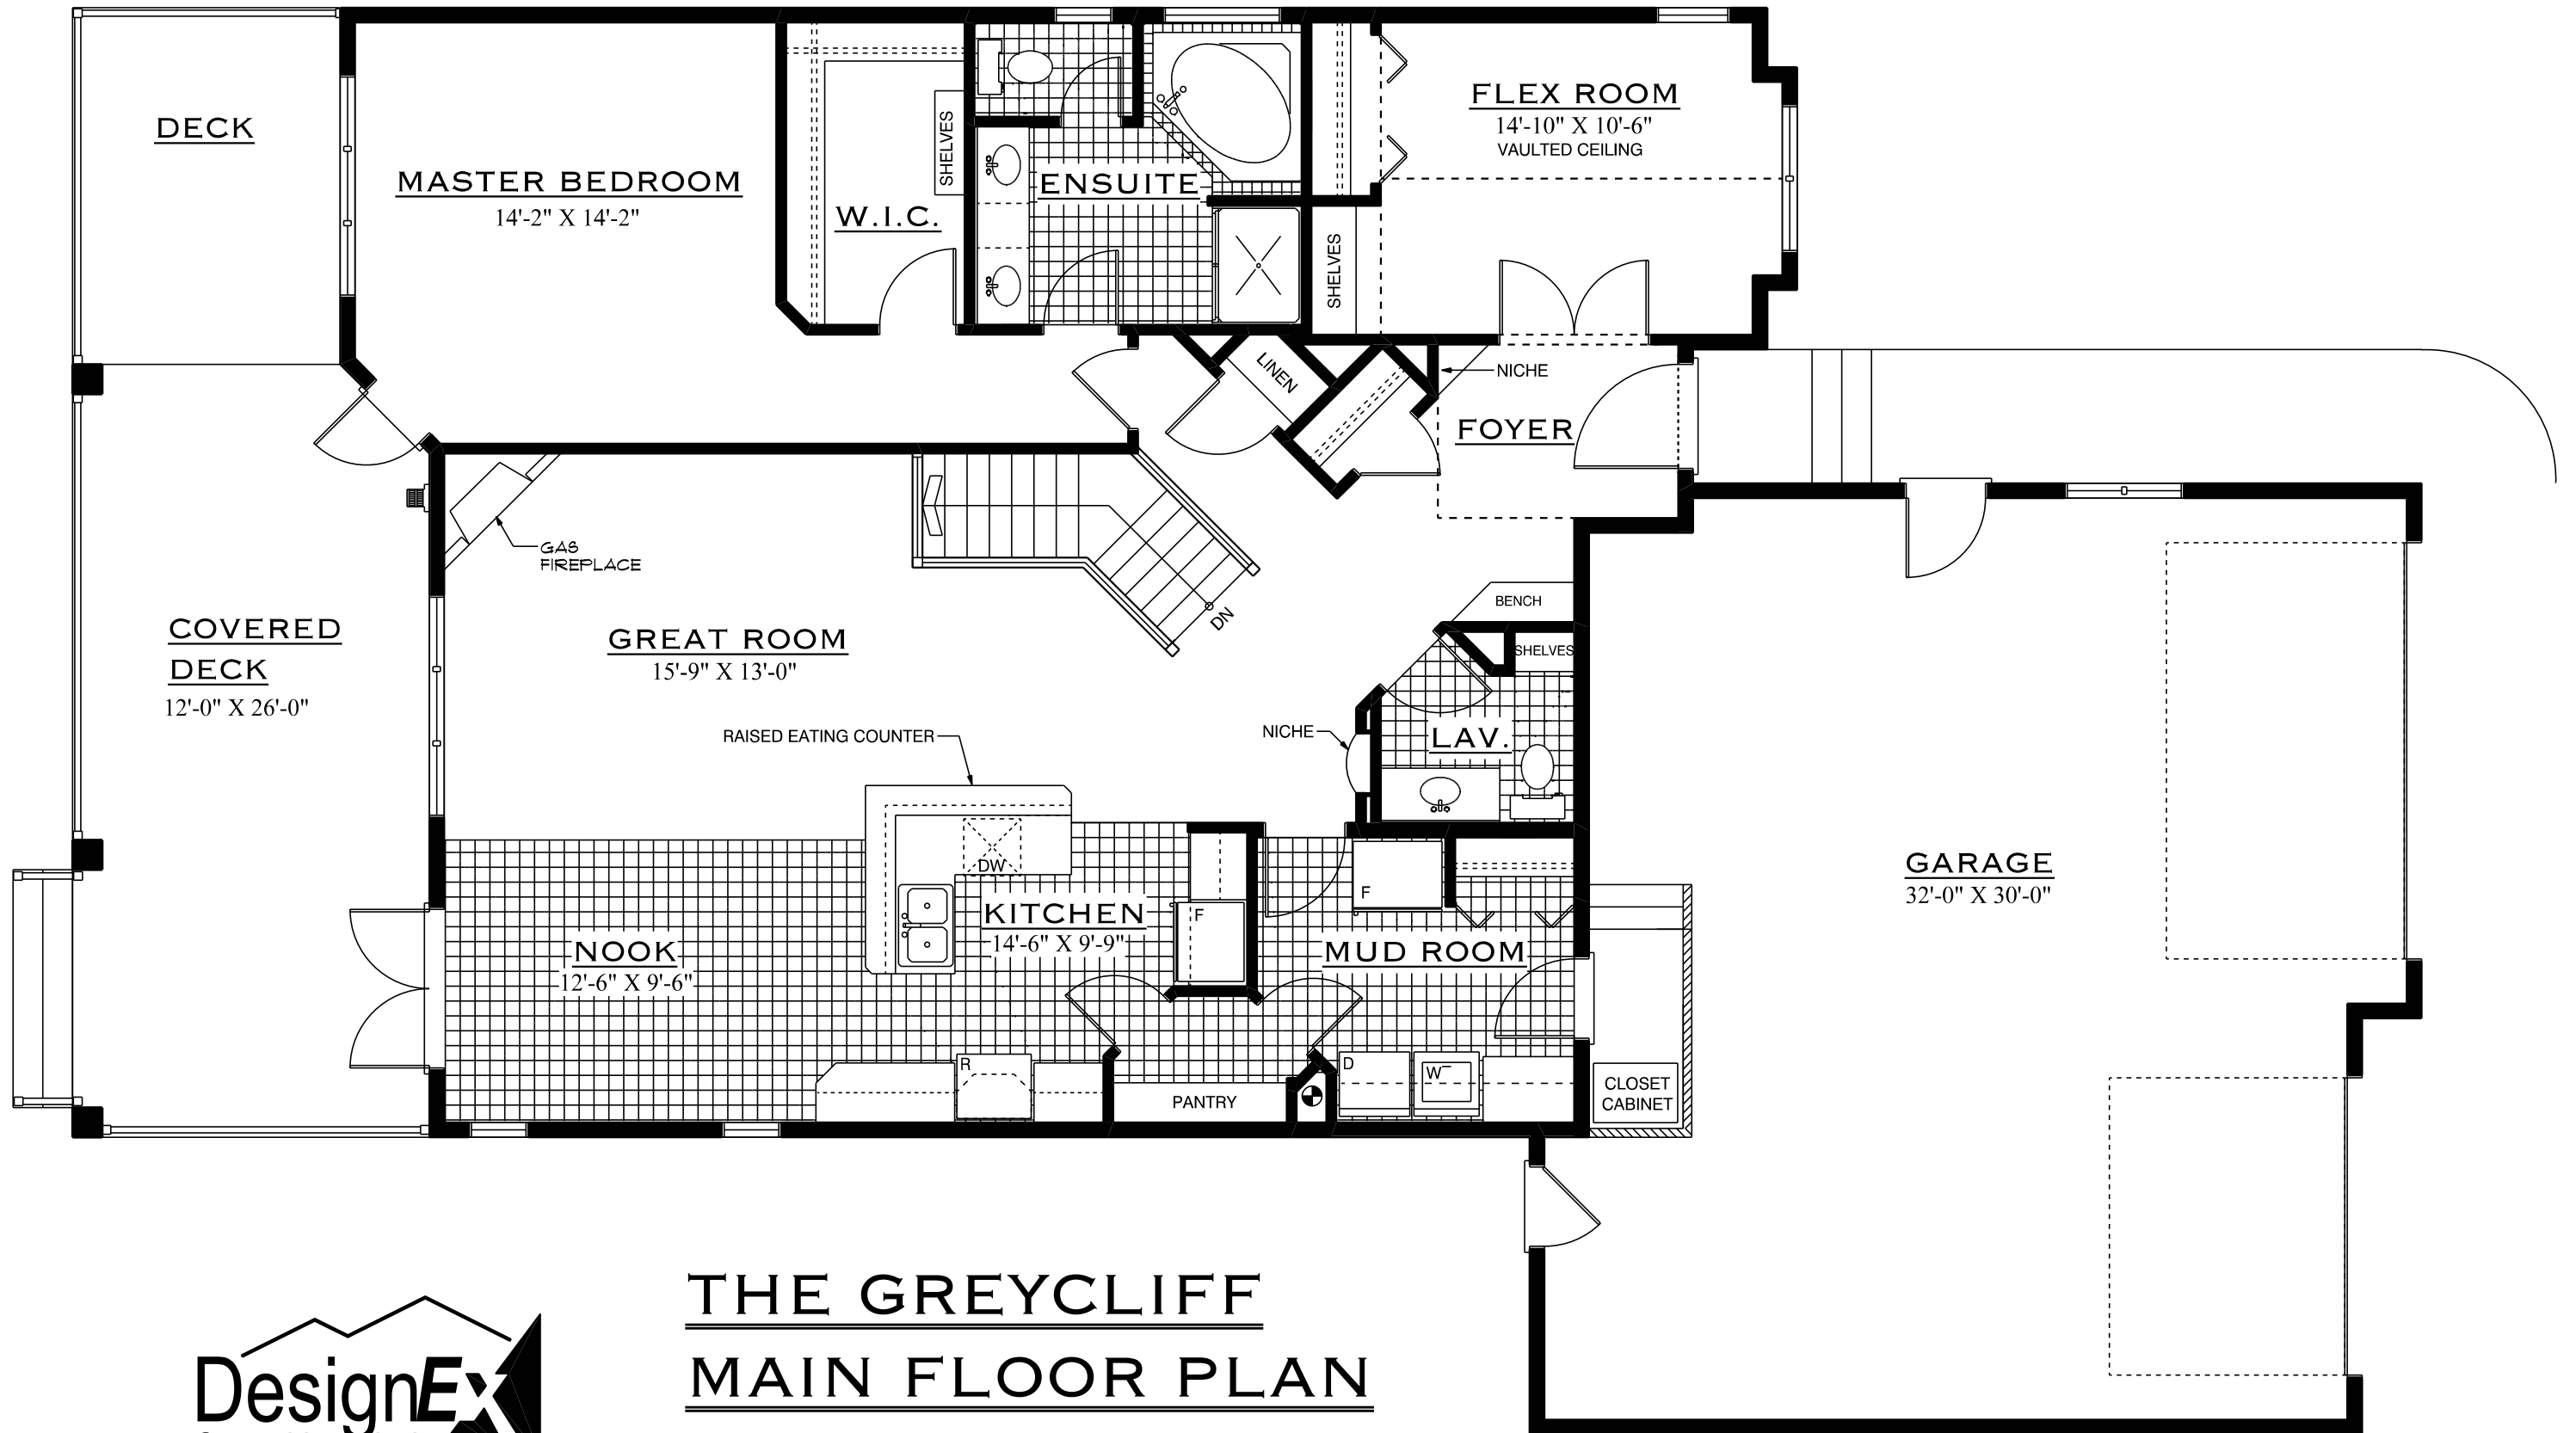 DECK
MASTER BEDROOM
14'-2" X 14'-2"
SHELVES
W.I.C.
ENSUITE
FLEX ROOM
14'-10" X 10'-6"
VAULTED CEILING
SHELVES
LINEN
NICHE
FOYER
GAS
FIREPLACE
DN
BENCH
SHELVES
COVERED
DECK
12'-0" X 26'-0"
GREAT ROOM
15'-9" X 13'-0"
RAISED EATING COUNTER
NICHE
LAV.
DW
F
F
KITCHEN
14'-6" X 9'-9"
NOOK
12'-6" X 9'-6"
MUD ROOM
GARAGE
32'-0" X 30'-0"
R
D
W
PANTRY
CLOSET
CABINET
THE GREYCLIFF
MAIN FLOOR PLAN
DesignEx